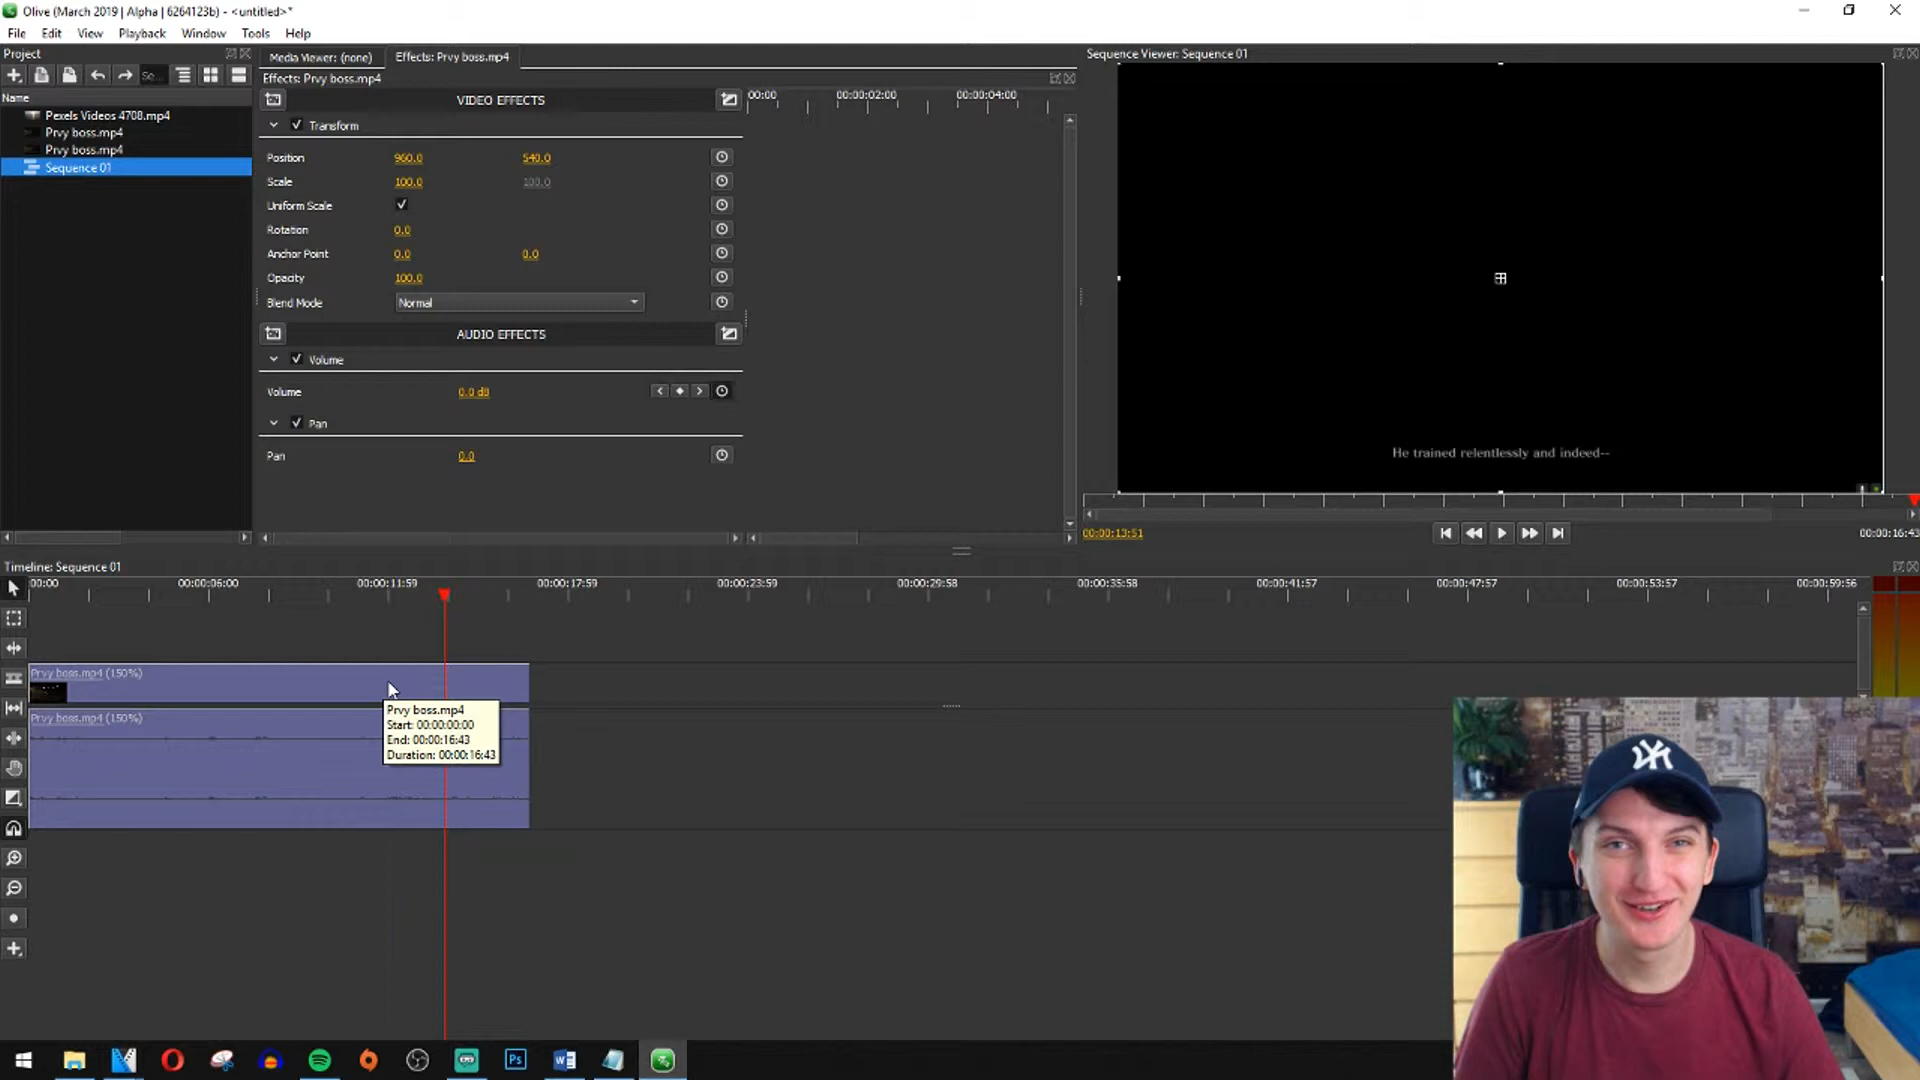 Olive (March 2019 | Alpha | 6264123b) - <untitled>*
File Edit View Playback Window Tools Help
Project
Se...
Name
Pexels Videos 4708.mp4
Prvy boss.mp4
Prvy boss.mp4
Sequence 01
Media Viewer: (none)
Effects: Prvy boss.mp4
Effects: Prvy boss.mp4
VIDEO EFFECTS
Transform
Position 960.0 540.0
Scale 100.0 100.0
Uniform Scale
Rotation 0.0
Anchor Point 0.0 0.0
Opacity 100.0
Blend Mode Normal
AUDIO EFFECTS
Volume
Volume 0.0 dB
Pan
Pan 0.0
00:00 00:00:02:00 00:00:04:00
Sequence Viewer: Sequence 01
He trained relentlessly and indeed--
00:00:13:51
00:00:16:43
Timeline: Sequence 01
00:00 00:00:06:00 00:00:11:59 00:00:17:59 00:00:23:59 00:00:29:58 00:00:35:58 00:00:41:57 00:00:47:57 00:00:53:57 00:00:59:56
Prvy boss.mp4 (150%)
Prvy boss.mp4 (150%)
Prvy boss.mp4
Start: 00:00:00:00
End: 00:00:16:43
Duration: 00:00:16:43
Ps